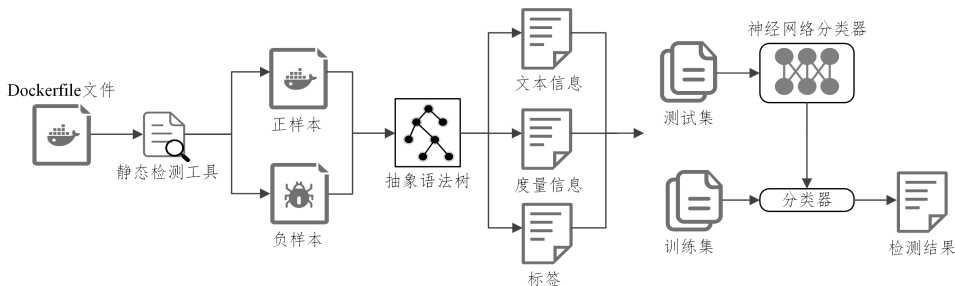 Dockerfile文件
静态检测工具
正样本
负样本
抽象语法树
文本信息
度量信息
标签
测试集
神经网络分类器
训练集
分类器
检测结果